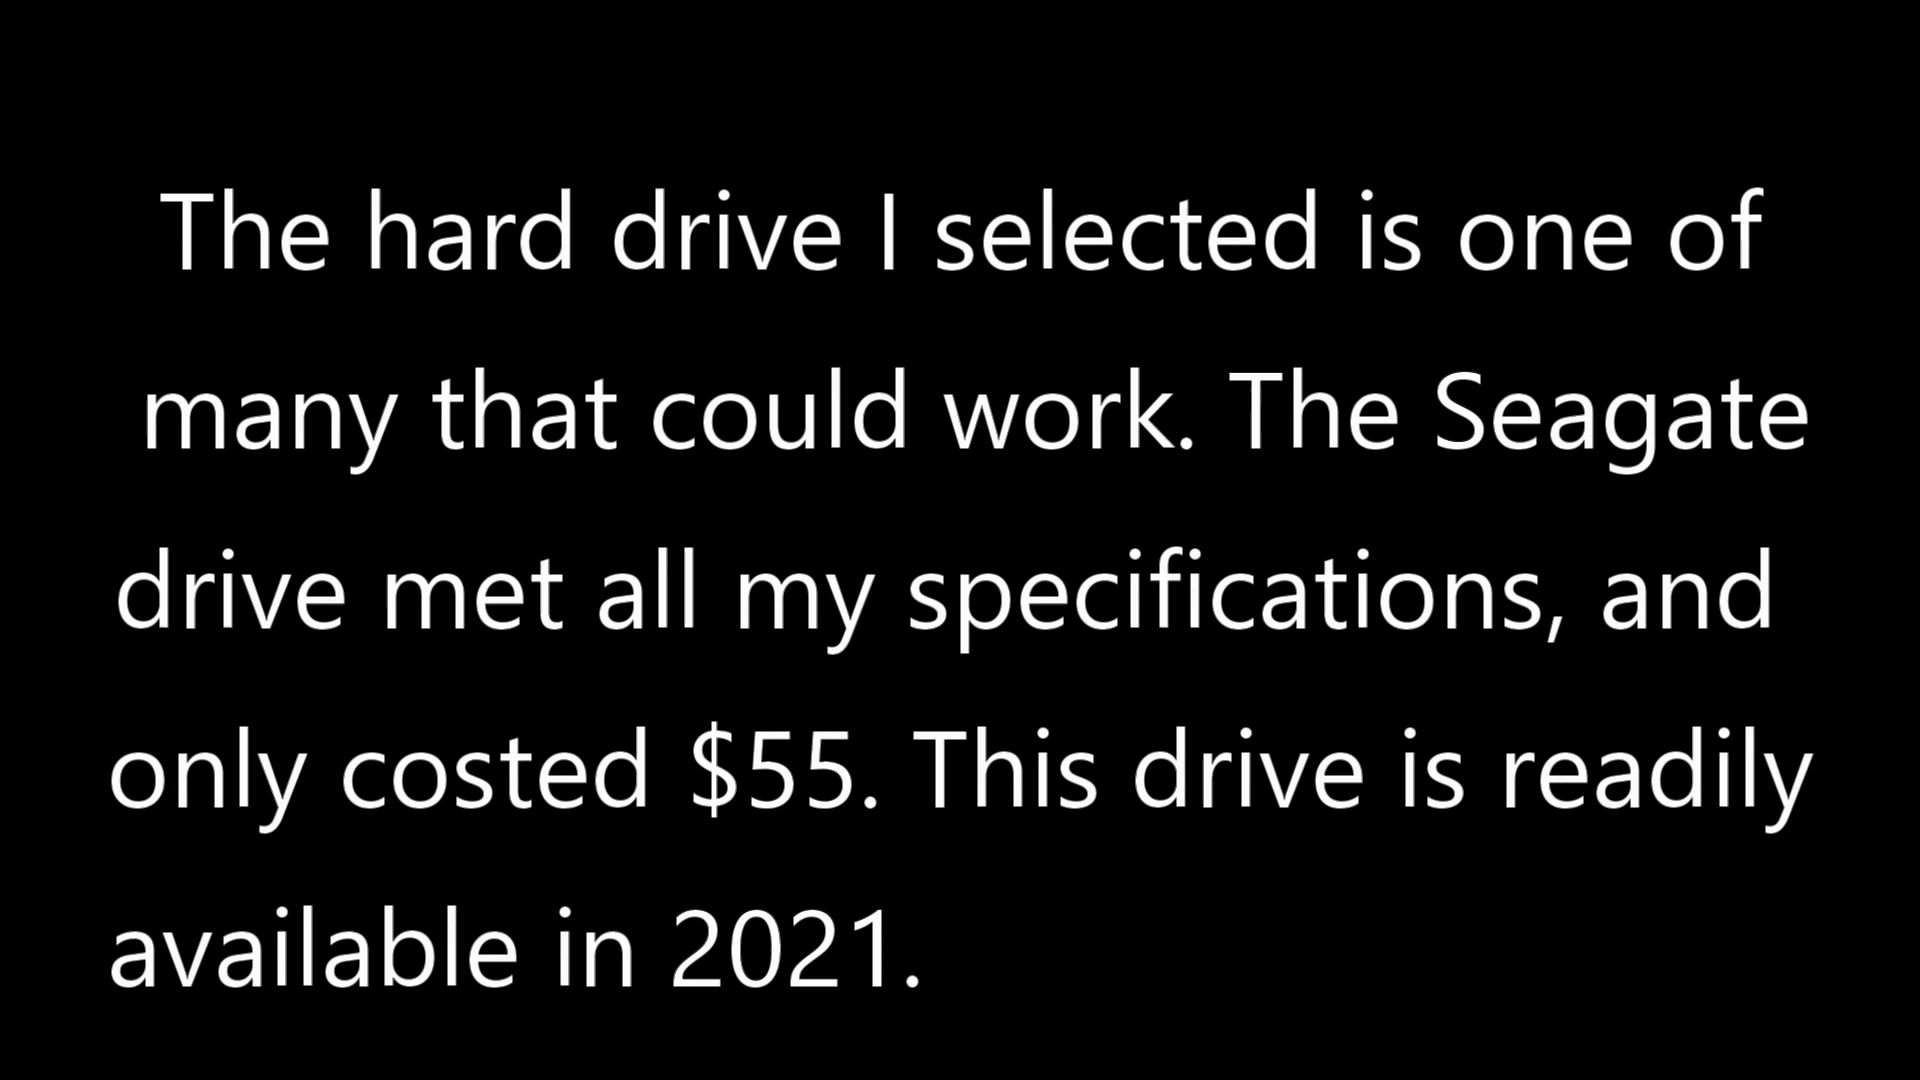 The hard drive I selected is one of
many that could work. The Seagate
drive met all my specifications, and
only costed $55. This drive is readily
available in 2021.